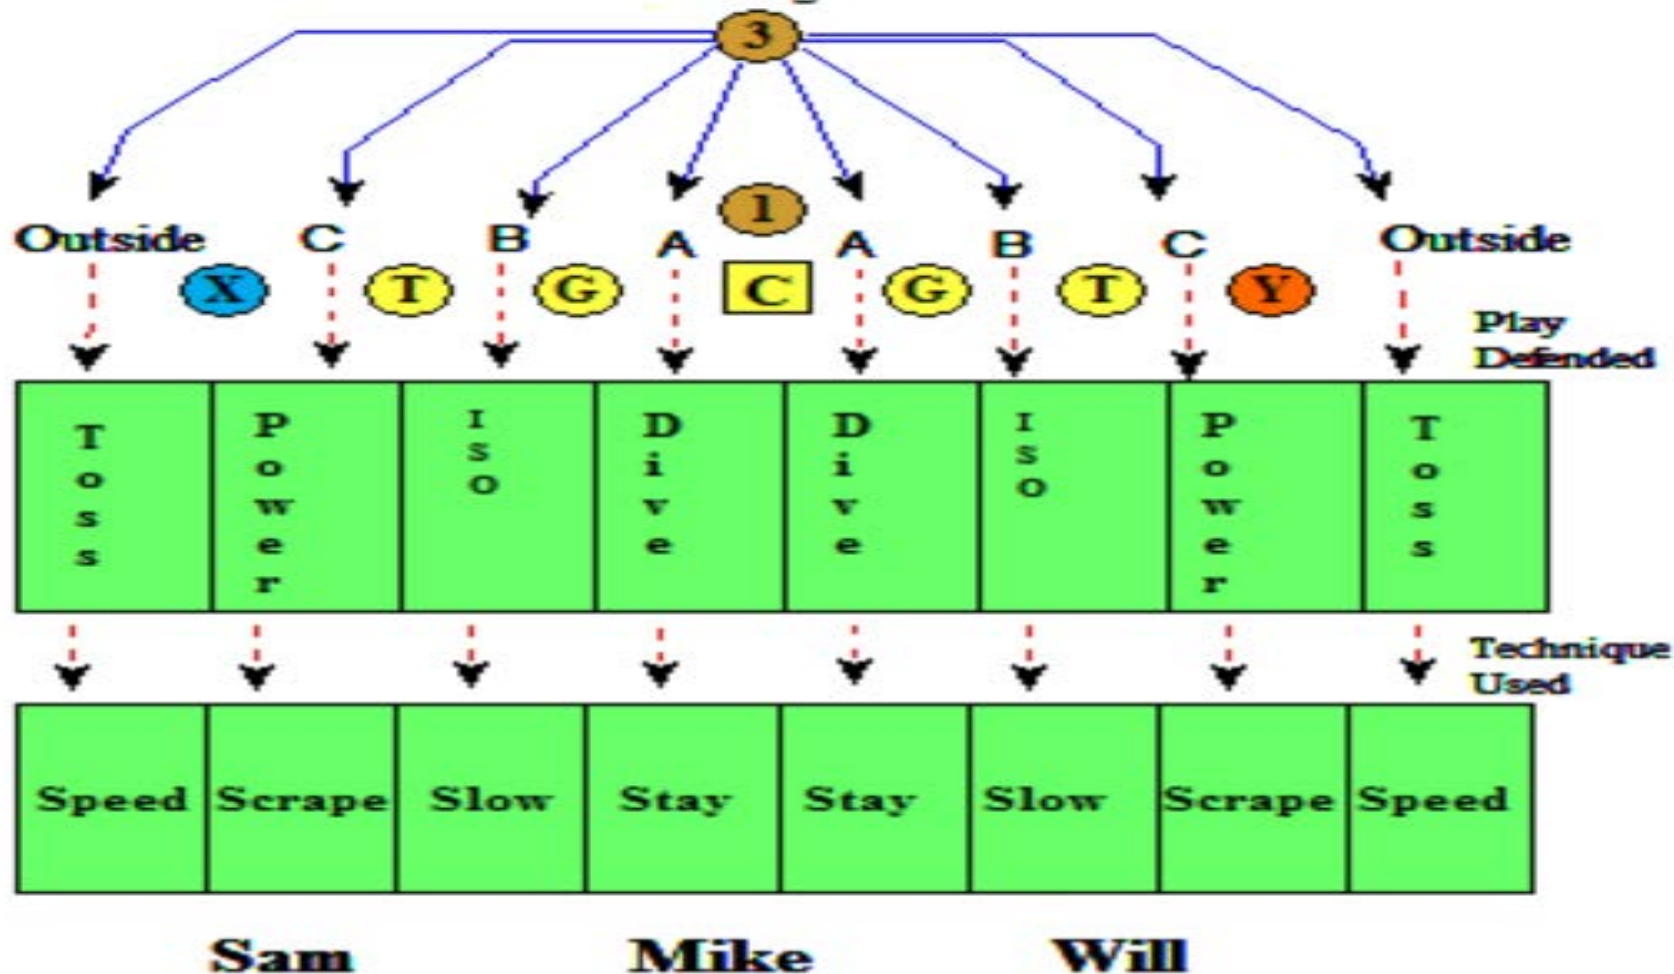 3
1
Outside C B A A B C Outside
X T G C G T Y
Play
Defended
Toss Power Iso Dive Dive Iso Power Toss
Technique
Used
Speed Scrape Slow Stay Stay Slow Scrape Speed
Sam Mike Will